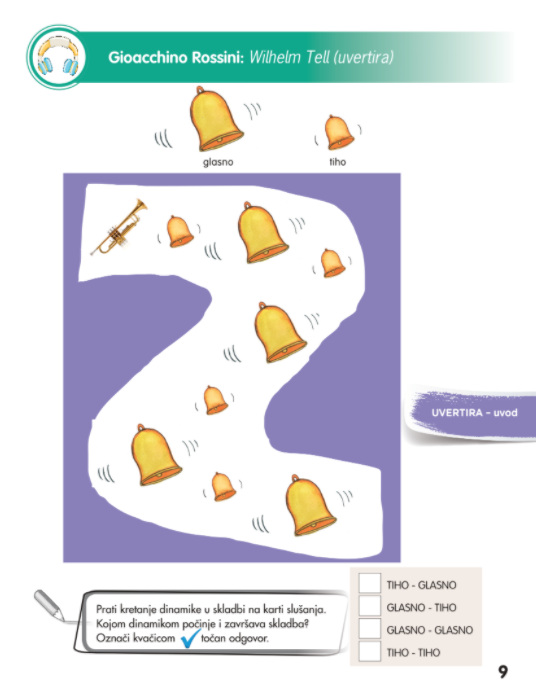 Gioacchino Rossini: Wilhelm Tell (uvertira)
glasno
tiho
UVERTIRA – uvod
Prati kretanje dinamike u skladbi na karti slušanja.
Kojom dinamikom počinje i završava skladba?
Označi kvačicom točan odgovor.
TIHO - GLASNO
GLASNO - TIHO
GLASNO - GLASNO
TIHO - TIHO
9